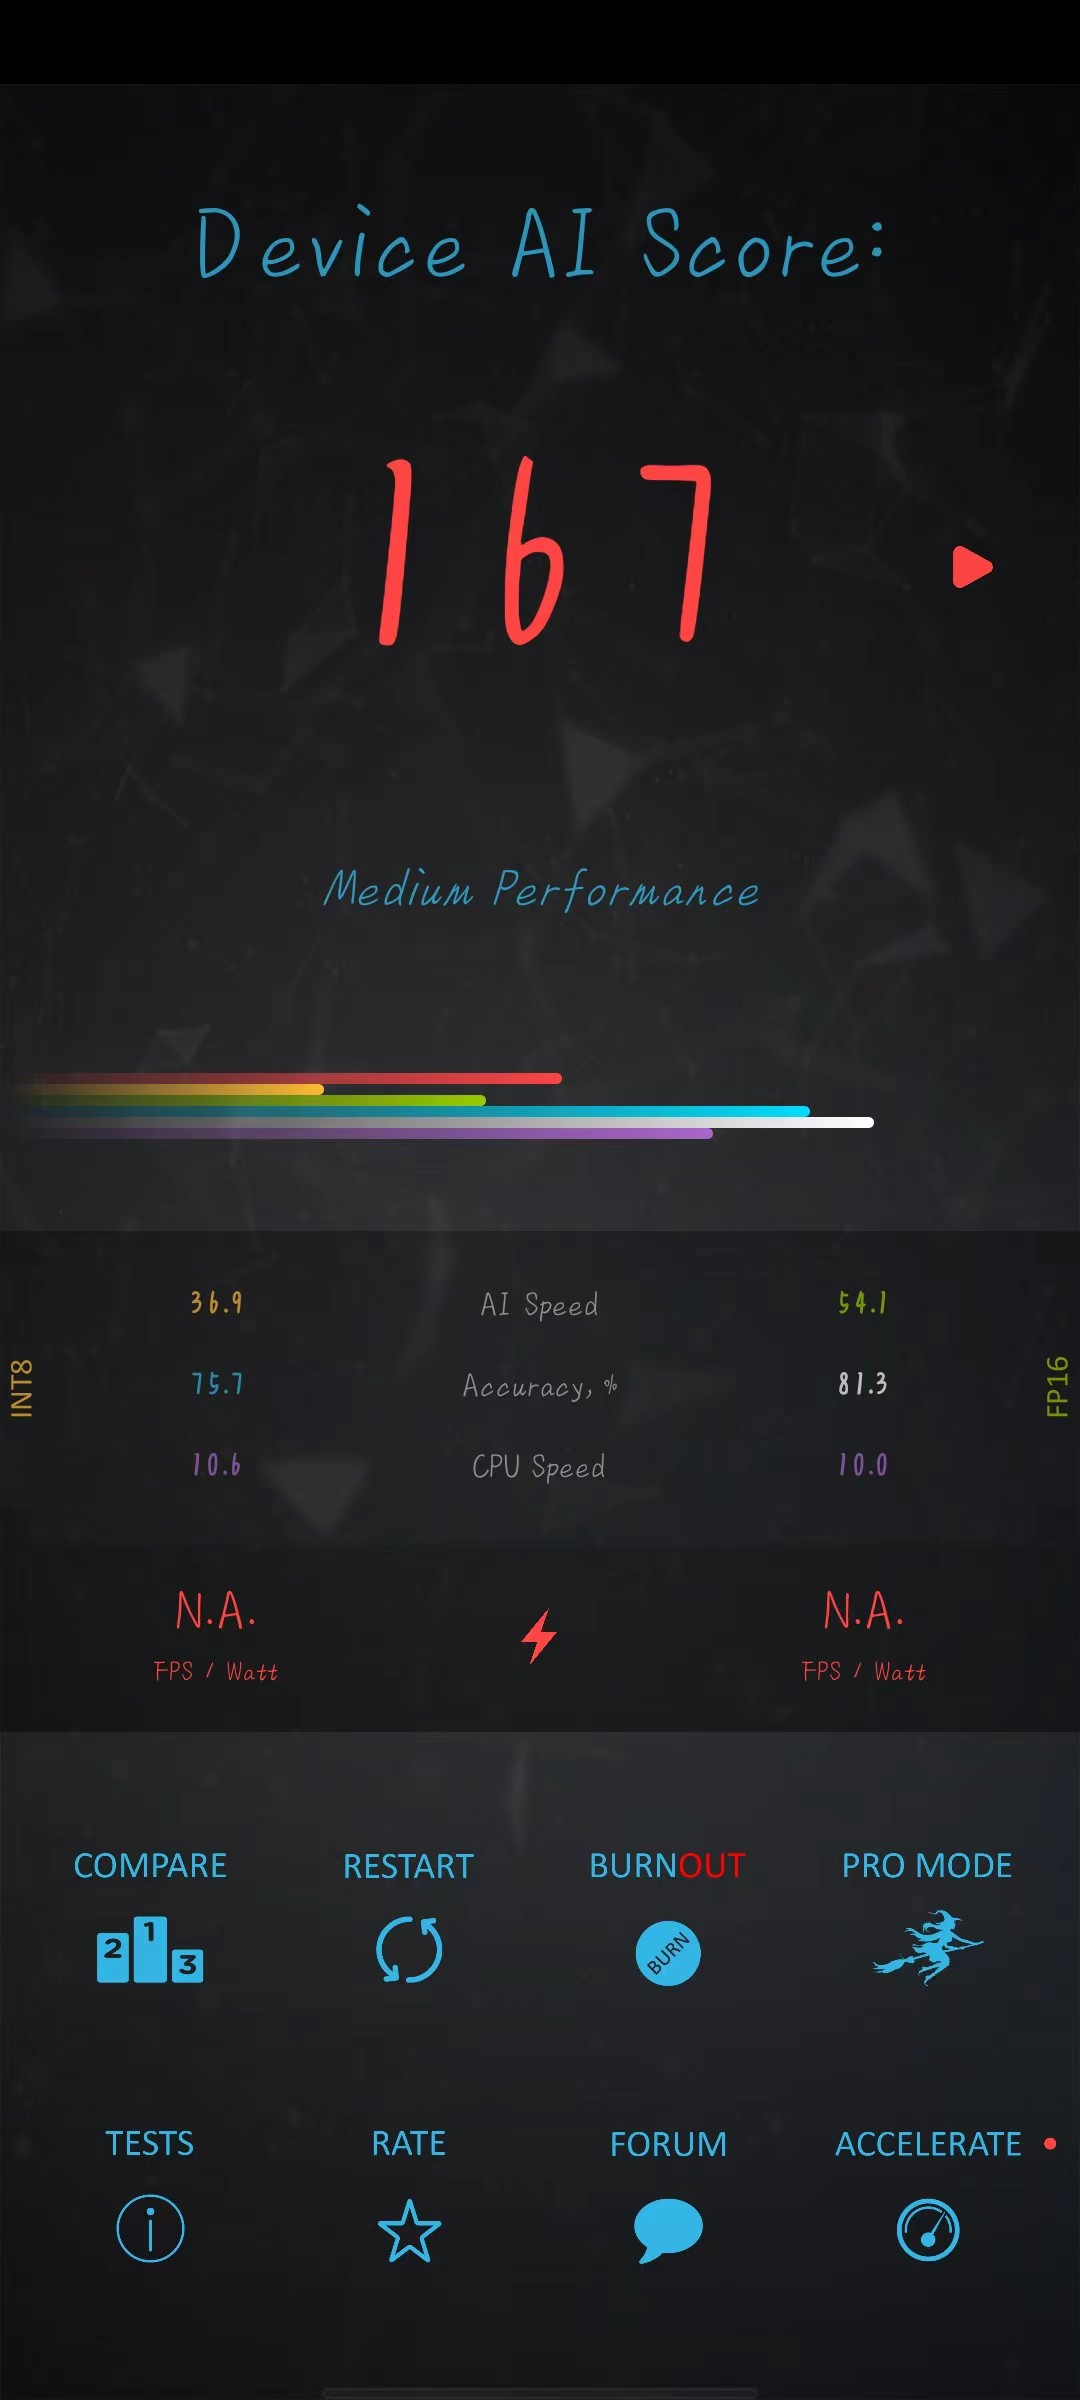 Device AI Score:
167
Medium Performance
36.9 AI Speed 54.1
INT8 75.7 Accuracy, % 81.3 FP16
10.6 CPU Speed 10.0
N.A. N.A.
FPS / Watt FPS / Watt
COMPARE RESTART BURNOUT PRO MODE
2 1 3 BURN
TESTS RATE FORUM ACCELERATE